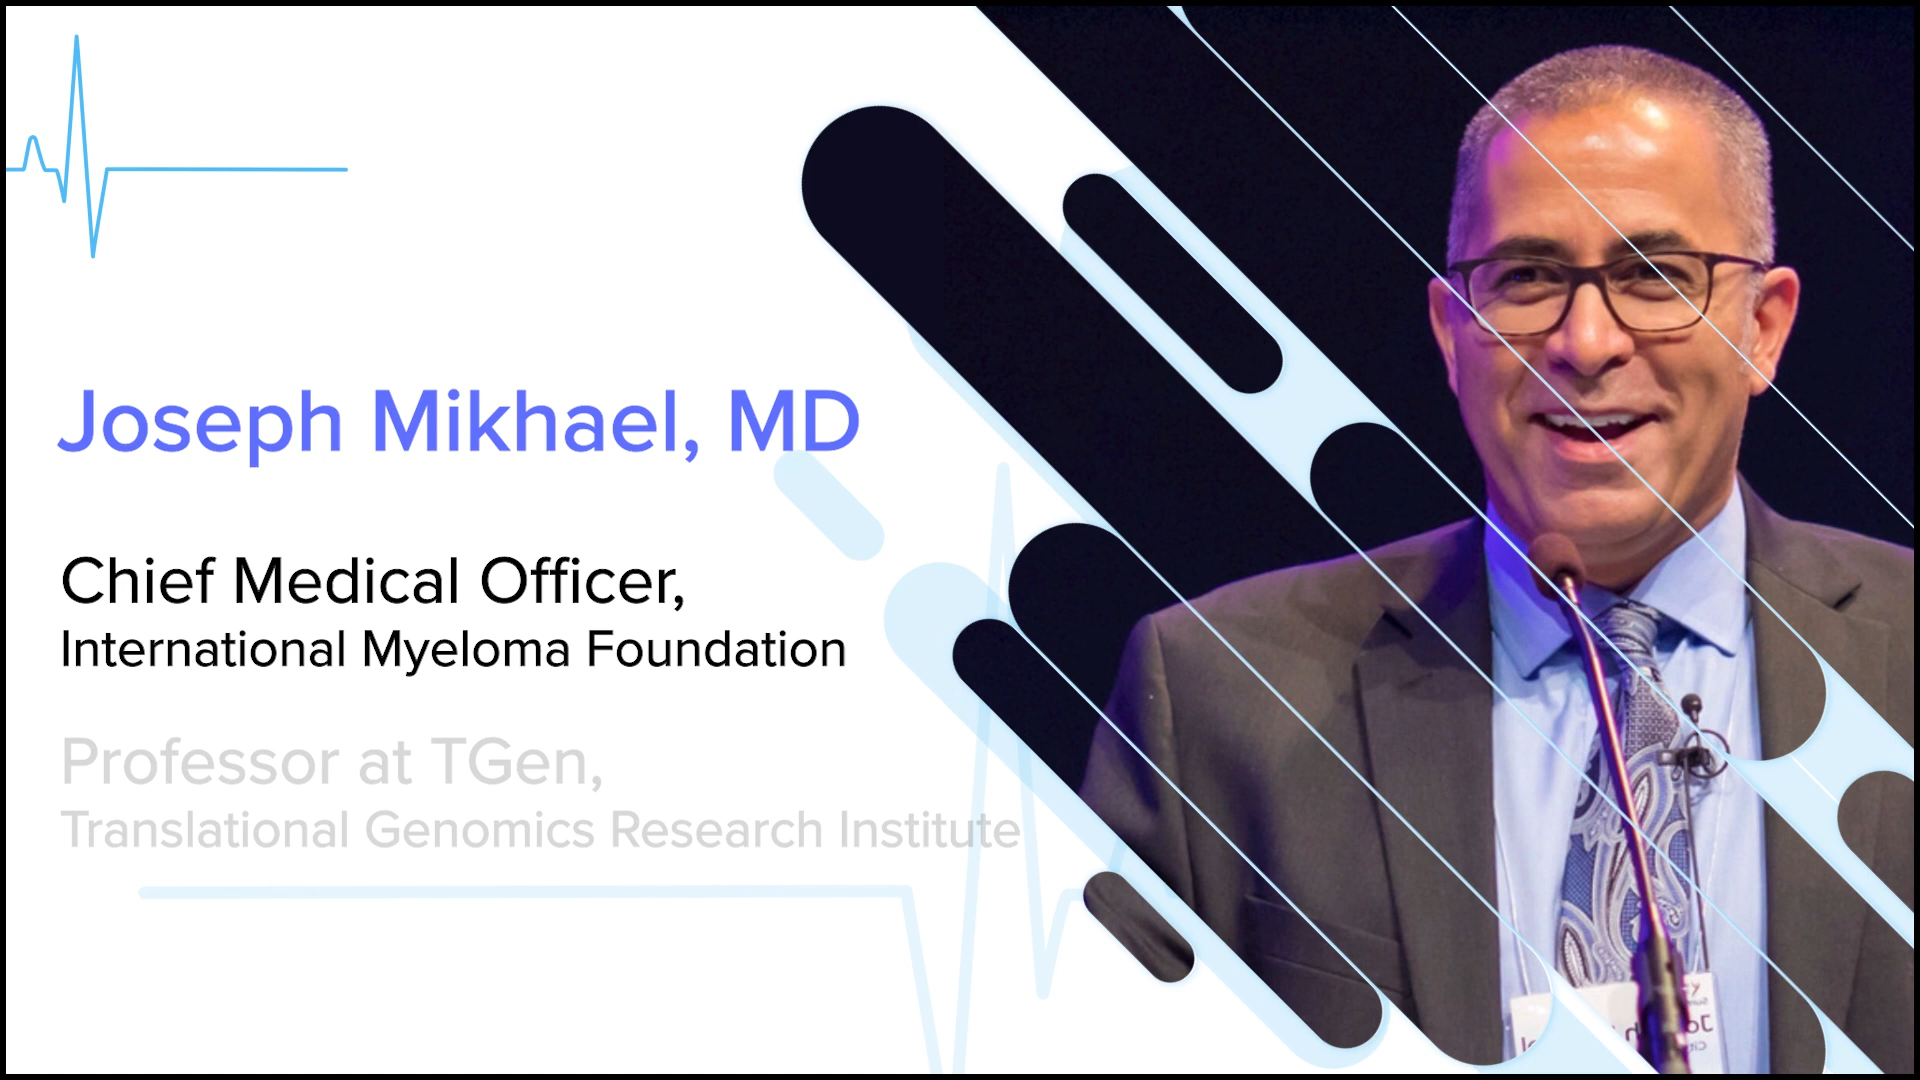 Joseph Mikhael, MD
Chief Medical Officer,
International Myeloma Foundation
Professor at TGen,
Translational Genomics Research Institute